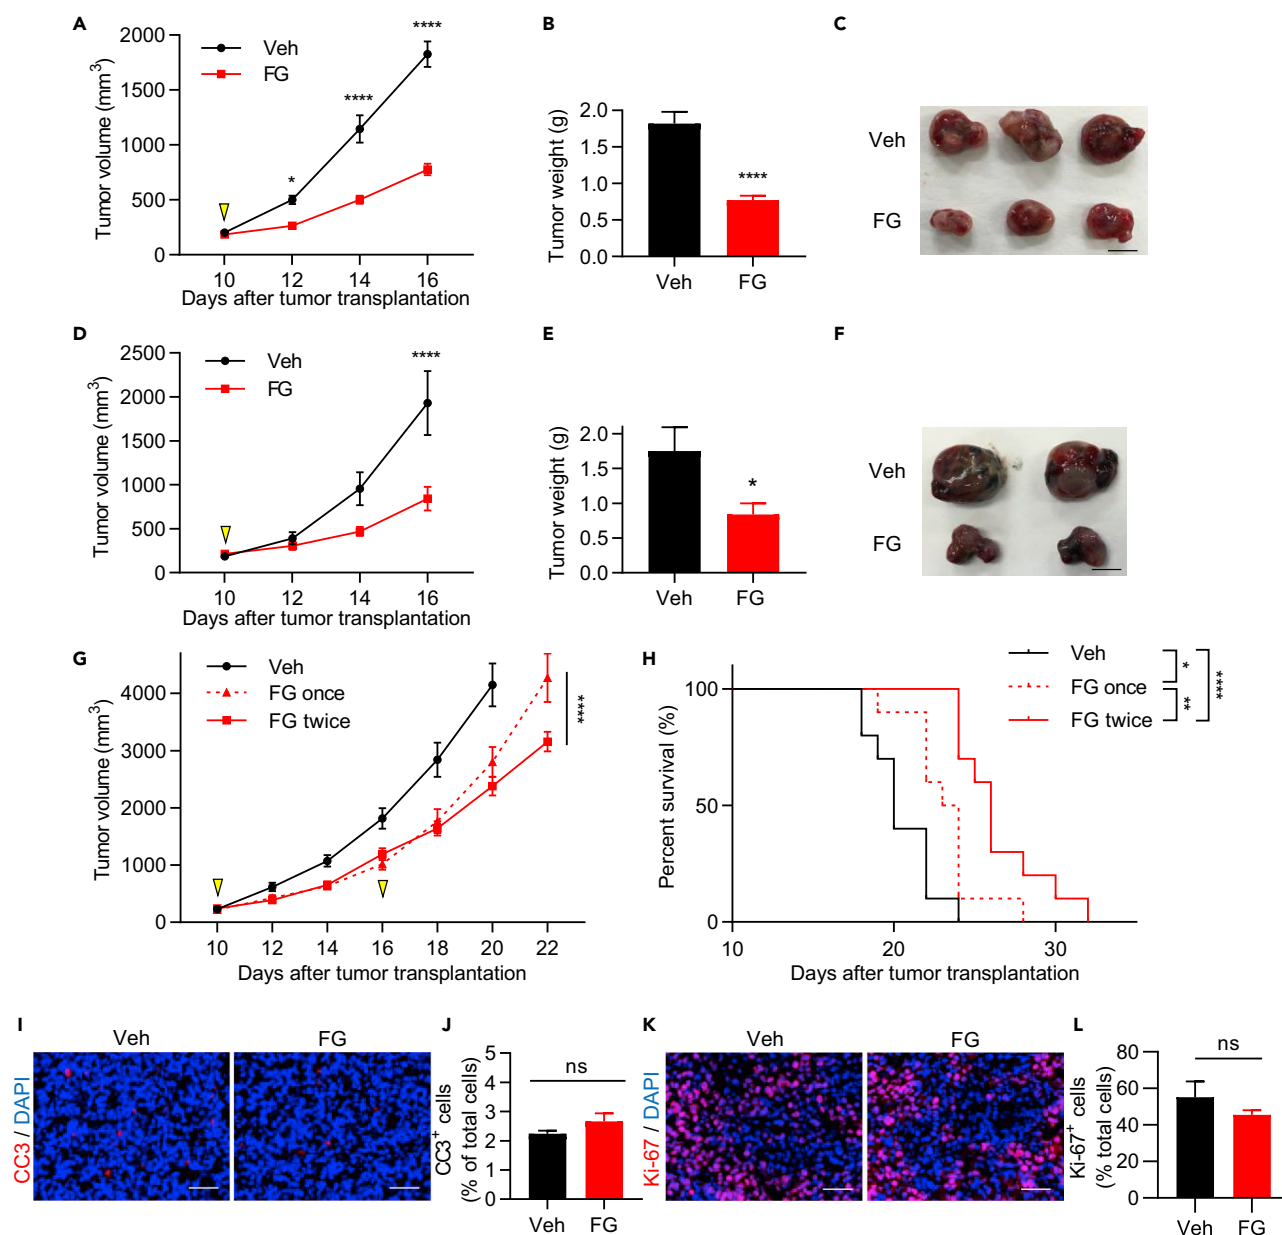 A
Tumor volume (mm3)
2000
1500
1000
500
0
Veh
FG
*
****
****
10 12 14 16
Days after tumor transplantation
B
Tumor weight (g)
2.0
1.5
1.0
0.5
0.0
****
Veh FG
C
Veh
FG
D
Tumor volume (mm3)
2500
2000
1500
1000
500
0
Veh
FG
****
10 12 14 16
Days after tumor transplantation
E
Tumor weight (g)
2.0
1.5
1.0
0.5
0.0
*
Veh FG
F
Veh
FG
G
Tumor volume (mm3)
4000
3000
2000
1000
0
Veh
FG once
FG twice
****
10 12 14 16 18 20 22
Days after tumor transplantation
H
Percent survival (%)
100
50
0
Veh
FG once
FG twice
*
**
****
10 20 30
Days after tumor transplantation
I
Veh FG
CC3 / DAPI
J
CC3+ cells
(% of total cells)
5
4
3
2
1
0
ns
Veh FG
K
Veh FG
Ki-67 / DAPI
L
Ki-67+ cells
(% total cells)
80
60
40
20
0
ns
Veh FG